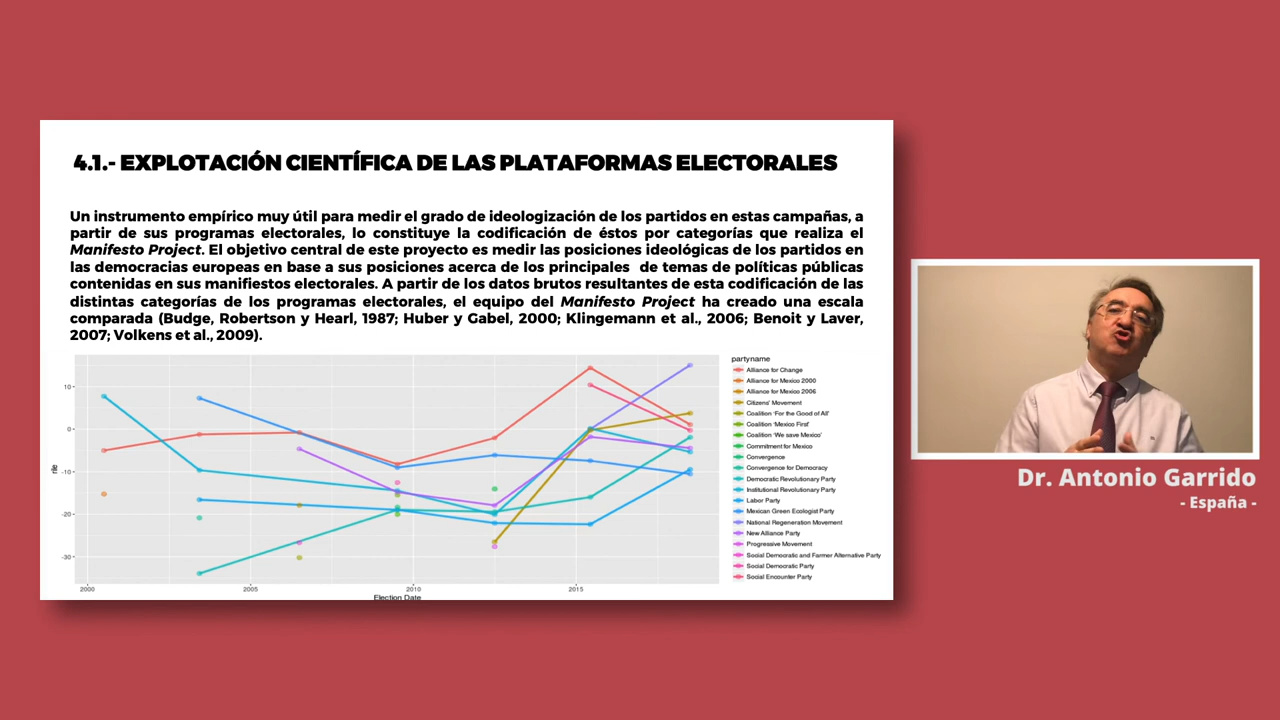 4.1.- EXPLOTACIÓN CIENTÍFICA DE LAS PLATAFORMAS ELECTORALES
Un instrumento empírico muy útil para medir el grado de ideologización de los partidos en estas campañas, a
partir de sus programas electorales, lo constituye la codificación de éstos por categorías que realiza el
Manifesto Project. El objetivo central de este proyecto es medir las posiciones ideológicas de los partidos en
las democracias europeas en base a sus posiciones acerca de los principales de temas de políticas públicas
contenidas en sus manifiestos electorales. A partir de los datos brutos resultantes de esta codificación de las
distintas categorías de los programas electorales, el equipo del Manifesto Project ha creado una escala
comparada (Budge, Robertson y Hearl, 1987; Huber y Gabel, 2000; Klingemann et al., 2006; Benoit y Laver,
2007; Volkens et al., 2009).
10
0
-10
-20
-30
rile
2000
2005
2010
2015
Election Date
partyname
Alliance for Change
Alliance for Mexico 2000
Alliance for Mexico 2006
Citizens' Movement
Coalition 'For the Good of All'
Coalition 'Mexico First'
Coalition 'We save Mexico'
Commitment for Mexico
Convergence
Convergence for Democracy
Democratic Revolutionary Party
Institutional Revolutionary Party
Labor Party
Mexican Green Ecologist Party
National Regeneration Movement
New Alliance Party
Progressive Movement
Social Democratic and Farmer Alternative Party
Social Democratic Party
Social Encounter Party
Dr. Antonio Garrido
- España -